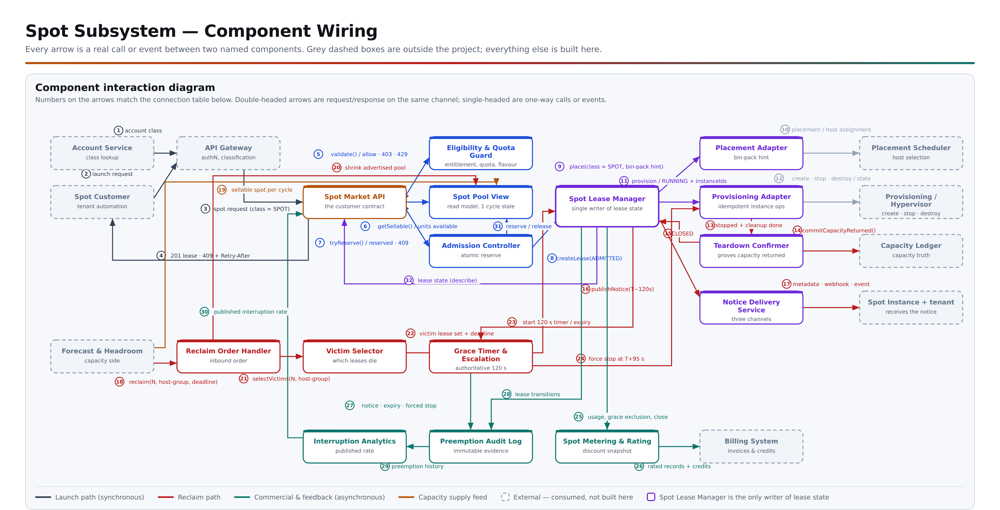 Spot Subsystem — Component Wiring
Every arrow is a real call or event between two named components. Grey dashed boxes are outside the project; everything else is built here.
Component interaction diagram
Numbers on the arrows match the connection table below. Double-headed arrows are request/response on the same channel; single-headed are one-way calls or events.
1 account class
10 placement / host assignment
Account Service
class lookup
API Gateway
authN, classification
5 validate() / allow · 403 · 429
20 shrink advertised pool
Eligibility & Quota
Guard
entitlement, quota, flavour
9 place(class = SPOT, bin-pack hint)
Placement Adapter
bin-pack hint
Placement Scheduler
host selection
2 launch request
11 provision / RUNNING + instanceIds
12 create · stop · destroy / state
19 sellable spot per cycle
Spot Customer
tenant automation
3 spot request (class = SPOT)
Spot Market API
the customer contract
Spot Pool View
read model, 1 cycle stale
Spot Lease Manager
single writer of lease state
Provisioning Adapter
idempotent instance ops
Provisioning /
Hypervisor
create · stop · destroy
6 getSellable() / units available
31 reserve / release
13 stopped + cleanup done
14 commitCapacityReturned()
15 CLOSED
7 tryReserve() / reserved · 409
Admission Controller
atomic reserve
Teardown Confirmer
proves capacity returned
Capacity Ledger
capacity truth
4 201 lease · 409 + Retry-After
8 createLease(ADMITTED)
32 lease state (describe)
16 publishNotice(T−120s)
17 metadata · webhook · event
Notice Delivery
Service
three channels
Spot Instance + tenant
receives the notice
30 published interruption rate
23 start 120 s timer / expiry
22 victim lease set + deadline
Forecast & Headroom
capacity side
Reclaim Order Handler
inbound order
Victim Selector
which leases die
Grace Timer &
Escalation
authoritative 120 s
24 force stop at T+95 s
18 reclaim(N, host-group, deadline)
21 selectVictims(N, host-group)
28 lease transitions
27 notice · expiry · forced stop
25 usage, grace exclusion, close
Interruption Analytics
published rate
Preemption Audit Log
immutable evidence
Spot Metering & Rating
discount snapshot
Billing System
invoices & credits
29 preemption history
26 rated records + credits
Launch path (synchronous)
Reclaim path
Commercial & feedback (asynchronous)
Capacity supply feed
External — consumed, not built here
Spot Lease Manager is the only writer of lease state